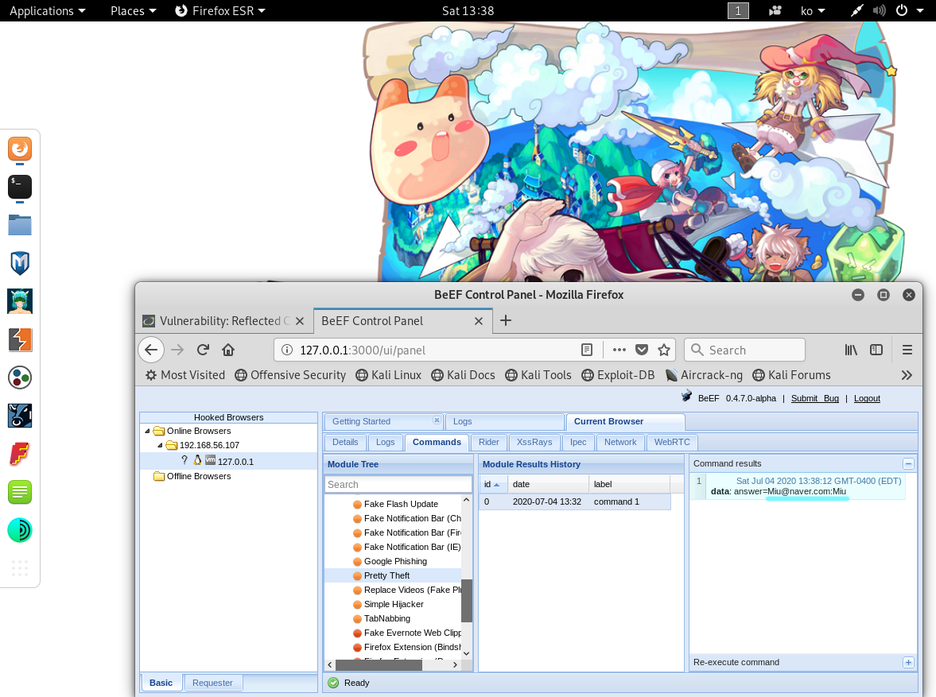 Applications Places Firefox ESR Sat 13:38 1 ko
BeEF Control Panel - Mozilla Firefox
Vulnerability: Reflected C BeEF Control Panel
127.0.0.1:3000/ui/panel Search
Most Visited Offensive Security Kali Linux Kali Docs Kali Tools Exploit-DB Aircrack-ng Kali Forums
BeEF 0.4.7.0-alpha | Submit Bug | Logout
Hooked Browsers
Online Browsers
192.168.56.107
? 127.0.0.1
Offline Browsers
Basic Requester
Getting Started Logs Current Browser
Details Logs Commands Rider XssRays Ipec Network WebRTC
Module Tree
Search
Fake Flash Update
Fake Notification Bar (Ch
Fake Notification Bar (Fir
Fake Notification Bar (IE)
Google Phishing
Pretty Theft
Replace Videos (Fake Pl
Simple Hijacker
TabNabbing
Fake Evernote Web Clipp
Firefox Extension (Bindsh
Module Results History
id date label
0 2020-07-04 13:32 command 1
Command results
1 Sat Jul 04 2020 13:38:12 GMT-0400 (EDT)
data: answer=Miu@naver.com:Miu
Re-execute command
Ready